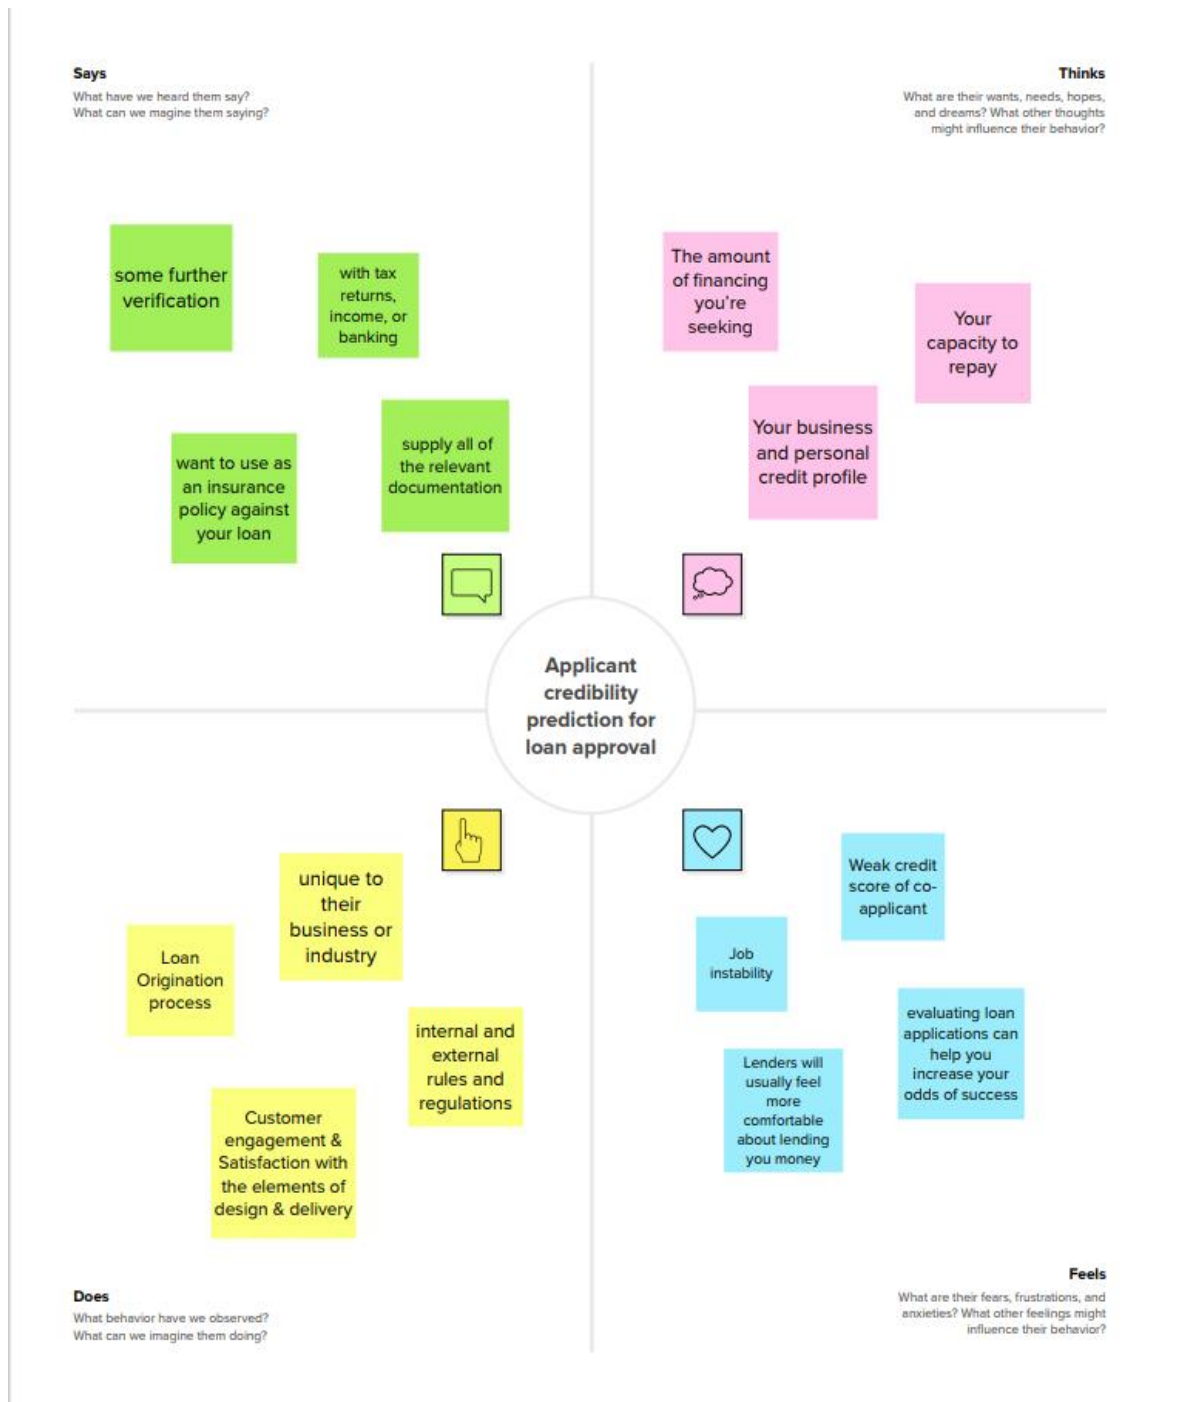 Says
What have we heard them say?
What can we magine them saying?
Thinks
What are their wants, needs, hopes,
and dreams? What other thoughts
might influence their behavior?
some further
verification
with tax
returns,
income, or
banking
want to use as
an insurance
policy against
your loan
supply all of
the relevant
documentation
The amount
of financing
you're
seeking
Your
capacity to
repay
Your business
and personal
credit profile
Applicant
credibility
prediction for
loan approval
unique to
their
business or
industry
Loan
Origination
process
internal and
external
rules and
regulations
Customer
engagement &
Satisfaction with
the elements of
design & delivery
Weak credit
score of co-
applicant
Job
instability
evaluating loan
applications can
help you
increase your
odds of success
Lenders will
usually feel
more
comfortable
about lending
you money
Does
What behavior have we observed?
What can we imagine them doing?
Feels
What are their fears, frustrations, and
anxieties? What other feelings might
influence their behavior?